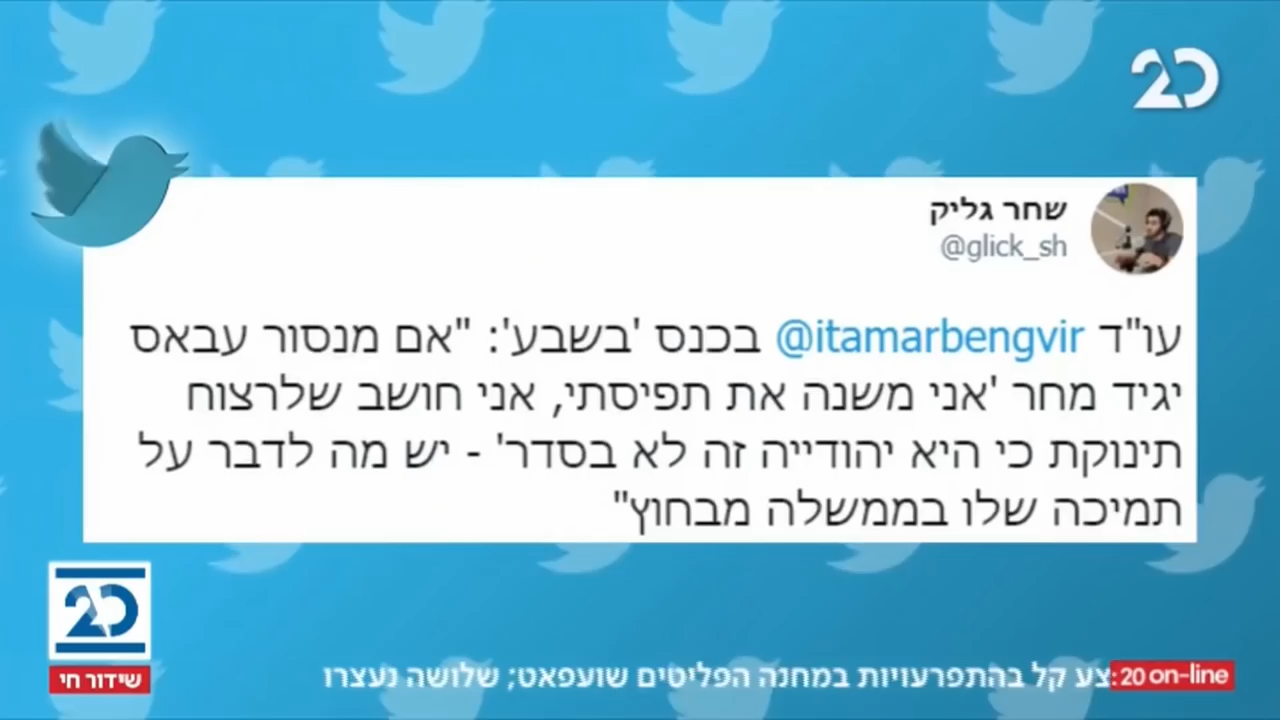 20
שחר גליק
@glick_sh
עו"ד @itamarbengvir בכנס 'בשבע': "אם מנסור עבאס
יגיד מחר 'אני משנה את תפיסתי, אני חושב שלרצוח
תינוקת כי היא יהודייה זה לא בסדר' - יש מה לדבר על
תמיכה שלו בממשלה מבחוץ"
20
שידור חי
20 on-line
קל בהתפרעויות במחנה הפליטים שועפאט; שלושה נעצרו